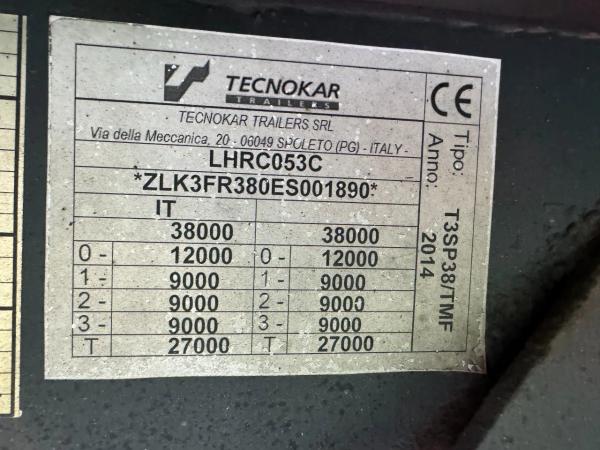 TECNOKAR
TRAILERS
TECNOKAR TRAILERS SRL
Via della Meccanica, 20 - 06049 SPOLETO (PG) - ITALY -
LHRC053C
*ZLK3FR380ES001890*
IT
38000 38000
0 - 12000 0 - 12000
1 - 9000 1 - 9000
2 - 9000 2 - 9000
3 - 9000 3 - 9000
T 27000 T 27000
CE
Tipo: T3SP38/TMF
Anno: 2014